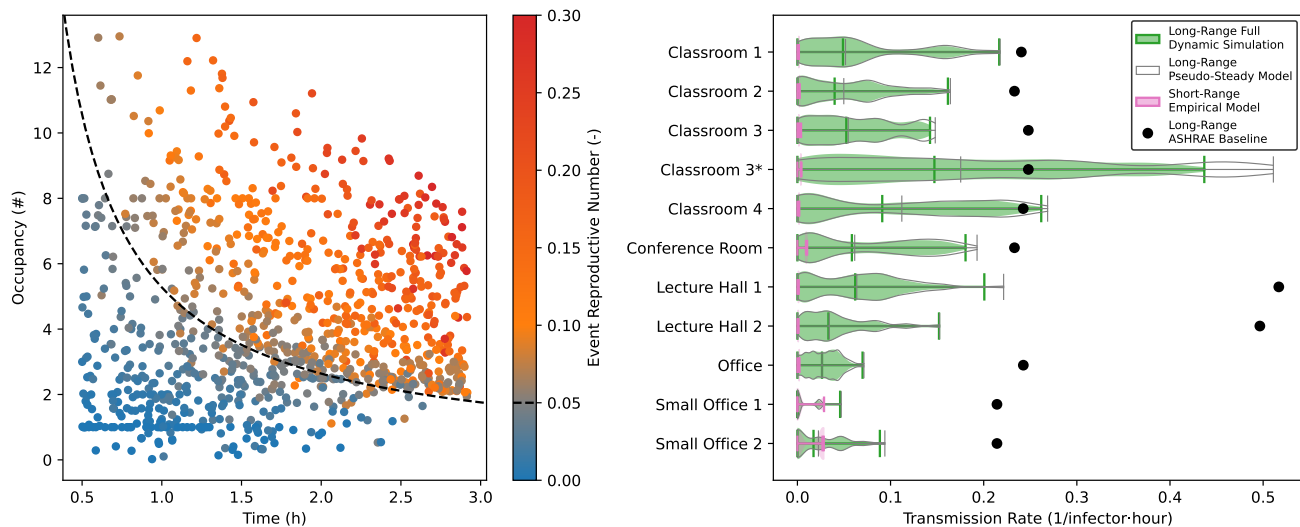 12
10
8
6
4
2
0
Occupancy (#)
0.5
1.0
1.5
2.0
2.5
3.0
Time (h)
0.30
0.25
0.20
0.15
0.10
0.05
0.00
Event Reproductive Number (-)
Classroom 1
Classroom 2
Classroom 3
Classroom 3*
Classroom 4
Conference Room
Lecture Hall 1
Lecture Hall 2
Office
Small Office 1
Small Office 2
Long-Range Full
Dynamic Simulation
Long-Range
Pseudo-Steady Model
Short-Range
Empirical Model
Long-Range
ASHRAE Baseline
0.0
0.1
0.2
0.3
0.4
0.5
Transmission Rate (1/infector·hour)